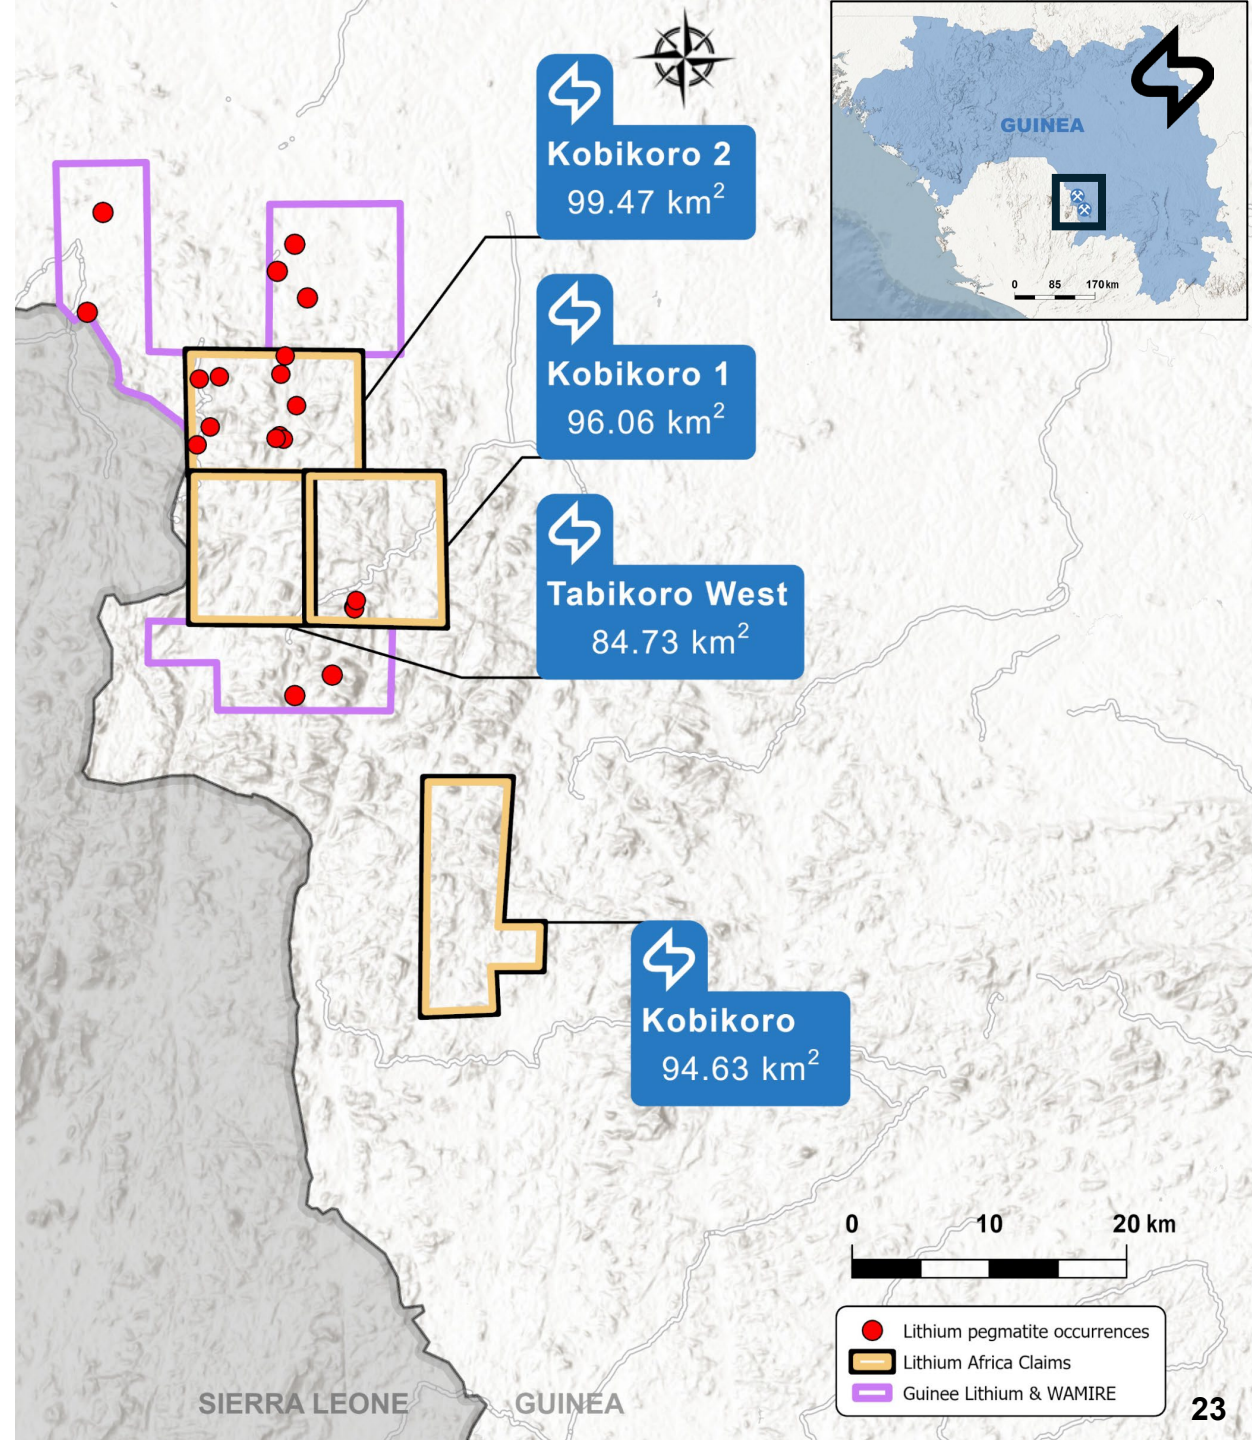 Kobikoro 2
99.47 km²
Kobikoro 1
96.06 km²
Tabikoro West
84.73 km²
Kobikoro
94.63 km²
GUINEA
0 85 170 km
0 10 20 km
Lithium pegmatite occurrences
Lithium Africa Claims
Guinee Lithium & WAMIRE
SIERRA LEONE
GUINEA
23